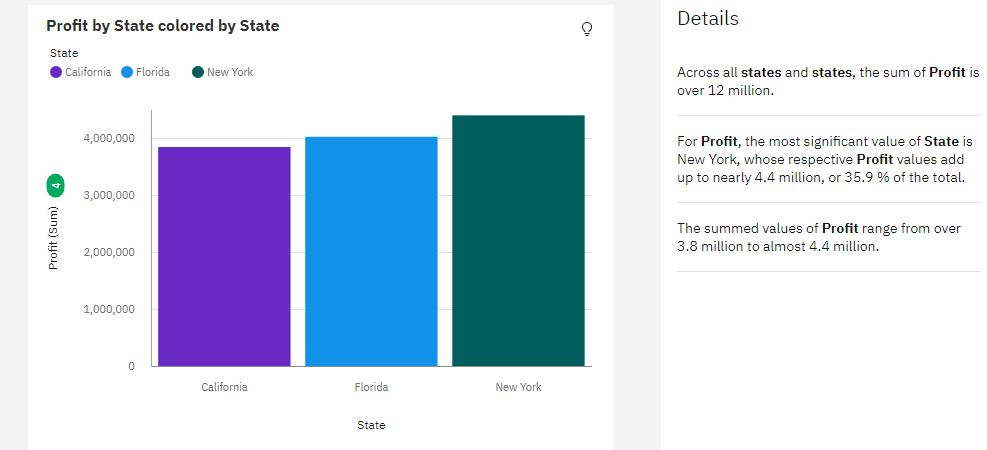 Profit by State colored by State
State
California Florida New York
4,000,000
3,000,000
2,000,000
1,000,000
0
Profit (Sum) 4
California Florida New York
State
Details
Across all states and states, the sum of Profit is
over 12 million.
For Profit, the most significant value of State is
New York, whose respective Profit values add
up to nearly 4.4 million, or 35.9 % of the total.
The summed values of Profit range from over
3.8 million to almost 4.4 million.